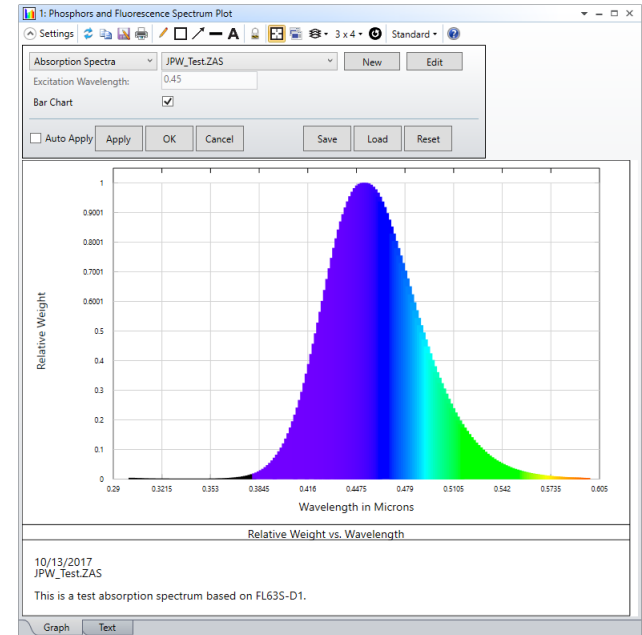 1: Phosphors and Fluorescence Spectrum Plot
Settings A 3 x 4 Standard
Absorption Spectra JPW_Test.ZAS New Edit
Excitation Wavelength: 0.45
Bar Chart
Auto Apply Apply OK Cancel Save Load Reset
1
0.9001
0.8001
0.7001
0.6001
0.5
0.4
0.3
0.2
0.1
0
Relative Weight
0.29 0.3215 0.353 0.3845 0.416 0.4475 0.479 0.5105 0.542 0.5735 0.605
Wavelength in Microns
Relative Weight vs. Wavelength
10/13/2017
JPW_Test.ZAS
This is a test absorption spectrum based on FL63S-D1.
Graph Text